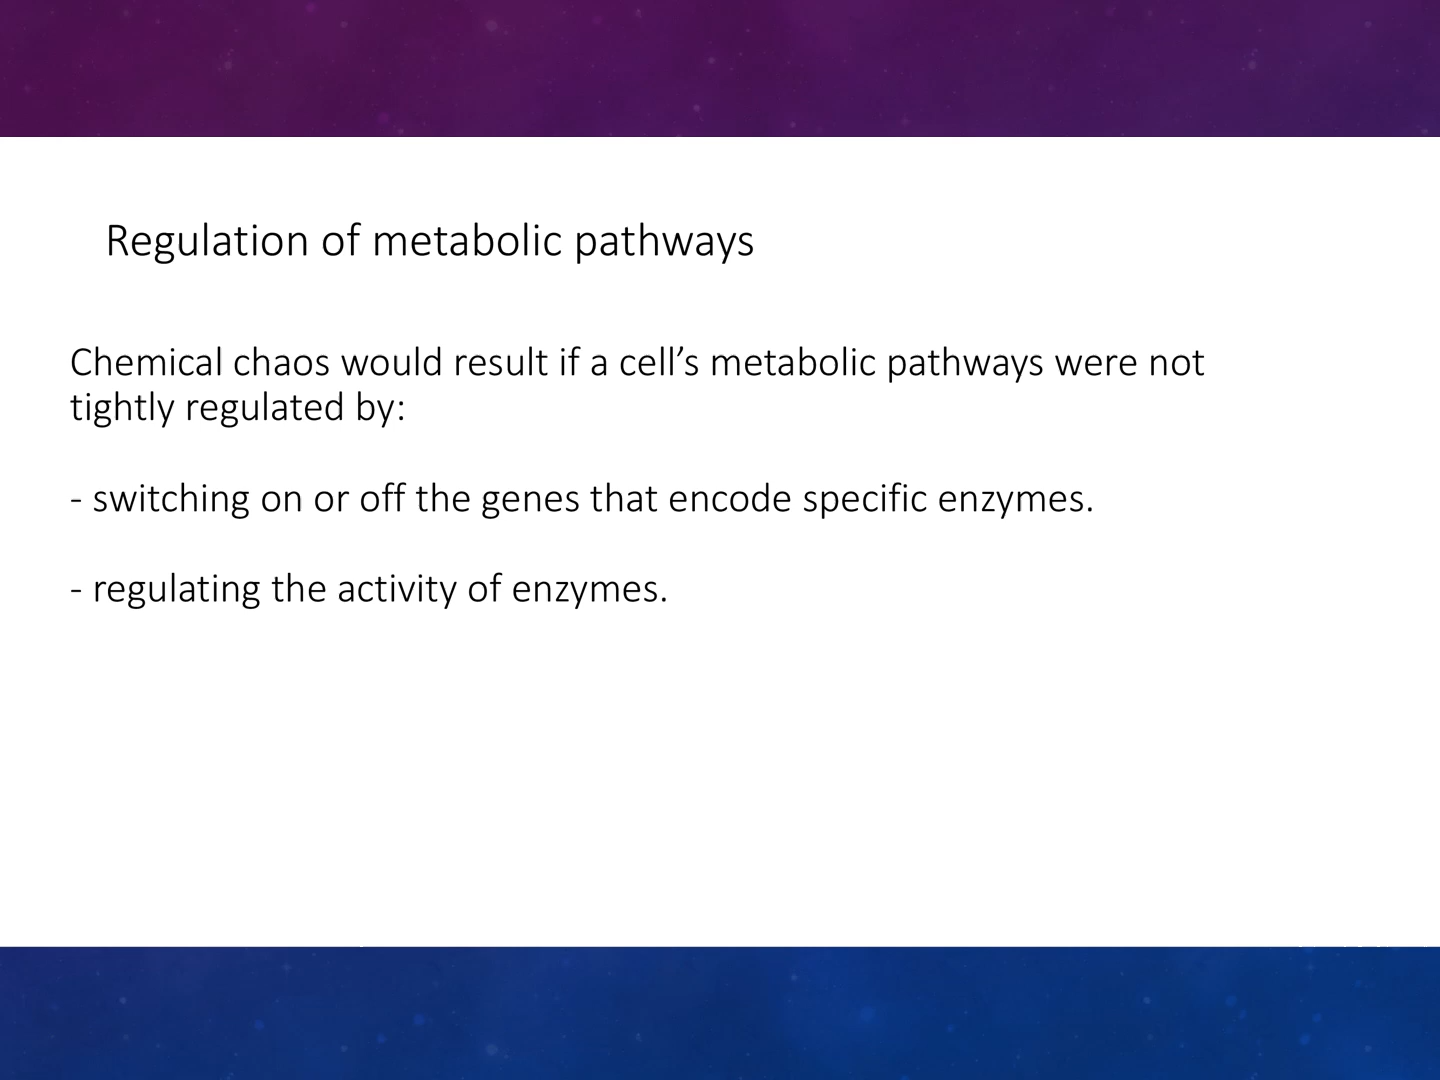 Regulation of metabolic pathways
Chemical chaos would result if a cell’s metabolic pathways were not
tightly regulated by:
- switching on or off the genes that encode specific enzymes.
- regulating the activity of enzymes.